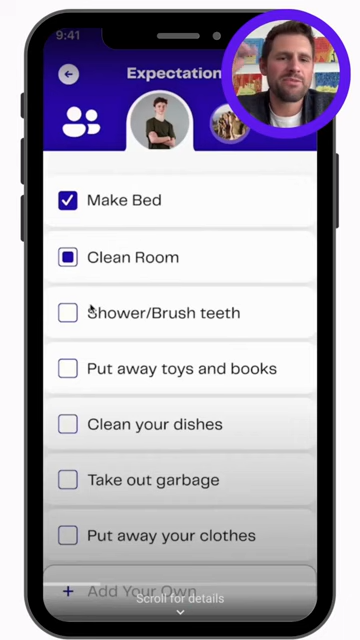 9:41
Expectation
Make Bed
Clean Room
Shower/Brush teeth
Put away toys and books
Clean your dishes
Take out garbage
Put away your clothes
+ Add Your Own
Scroll for details